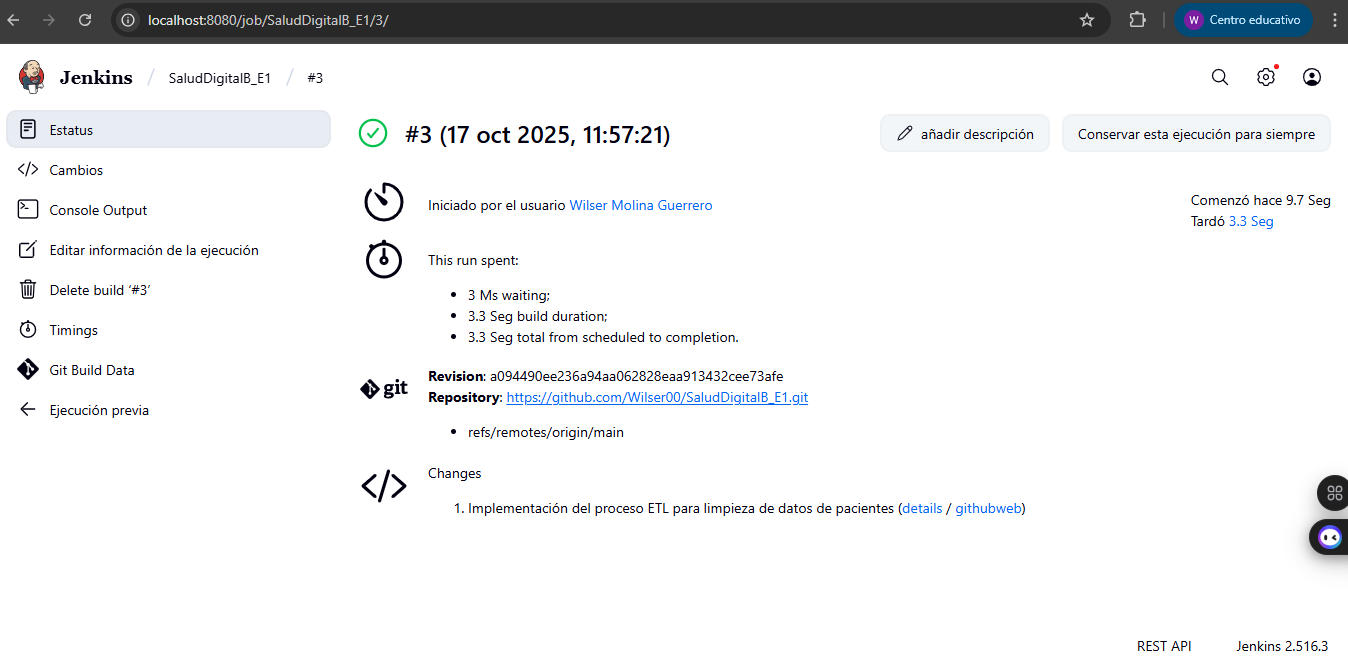 localhost:8080/job/SaludDigitalB_E1/3/
W Centro educativo
Jenkins / SaludDigitalB_E1 / #3
Estatus
Cambios
Console Output
Editar información de la ejecución
Delete build ‘#3’
Timings
Git Build Data
Ejecución previa
#3 (17 oct 2025, 11:57:21)
añadir descripción
Conservar esta ejecución para siempre
Iniciado por el usuario Wilser Molina Guerrero
Comenzó hace 9.7 Seg
Tardó 3.3 Seg
This run spent:
3 Ms waiting;
3.3 Seg build duration;
3.3 Seg total from scheduled to completion.
git
Revision: a094490ee236a94aa062828eaa913432cee73afe
Repository: https://github.com/Wilser00/SaludDigitalB_E1.git
refs/remotes/origin/main
Changes
1. Implementación del proceso ETL para limpieza de datos de pacientes (details / githubweb)
REST API
Jenkins 2.516.3